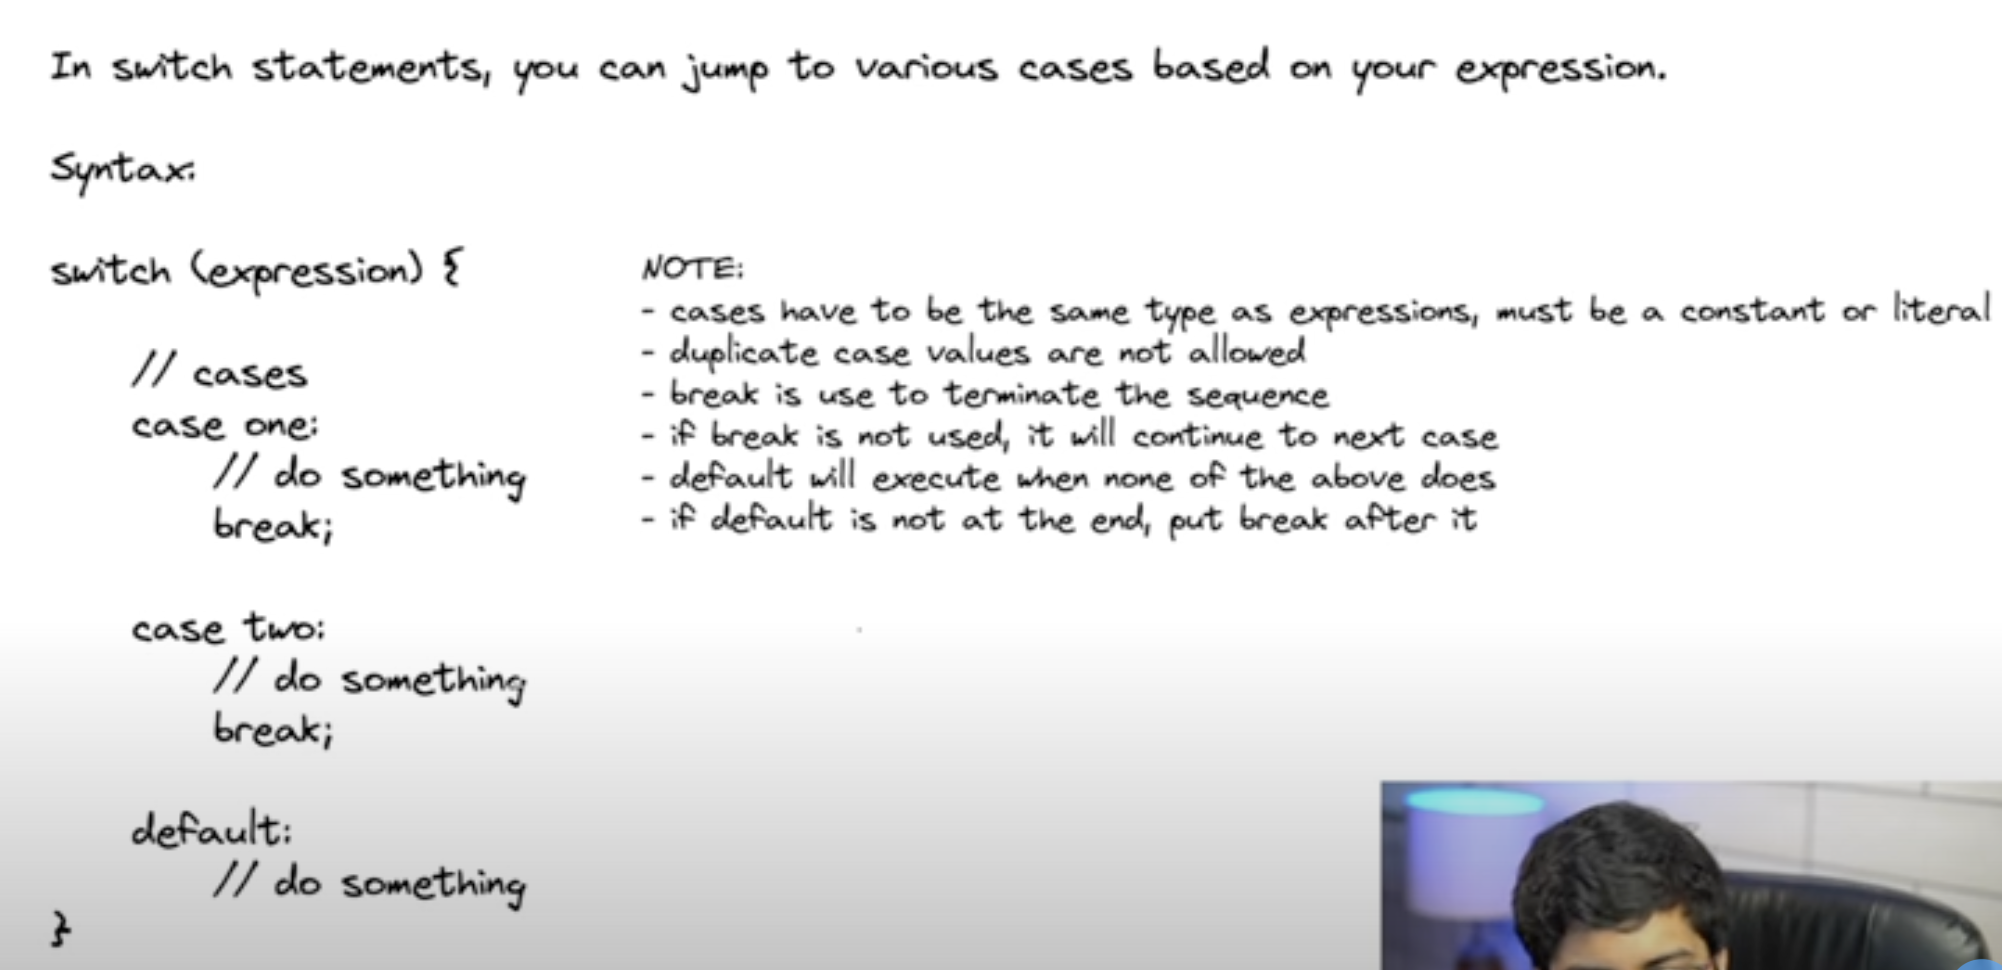 In switch statements, you can jump to various cases based on your expression.
Syntax:
switch (expression) {
// cases
case one:
// do something
break;
case two:
// do something
break;
default:
// do something
}
NOTE:
- cases have to be the same type as expressions, must be a constant or literal
- duplicate case values are not allowed
- break is use to terminate the sequence
- if break is not used, it will continue to next case
- default will execute when none of the above does
- if default is not at the end, put break after it